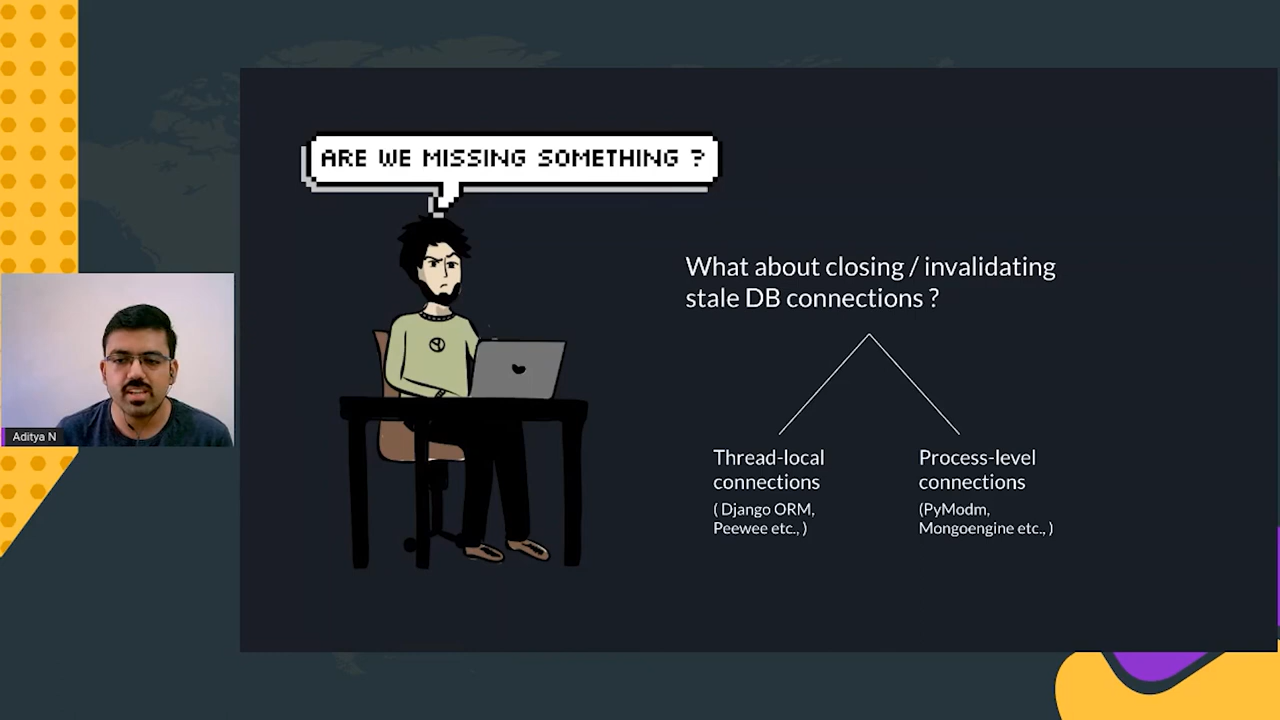 ARE WE MISSING SOMETHING ?
What about closing / invalidating
stale DB connections ?
Thread-local
connections
( Django ORM,
Peewee etc., )
Process-level
connections
(PyModm,
Mongoengine etc., )
Aditya N